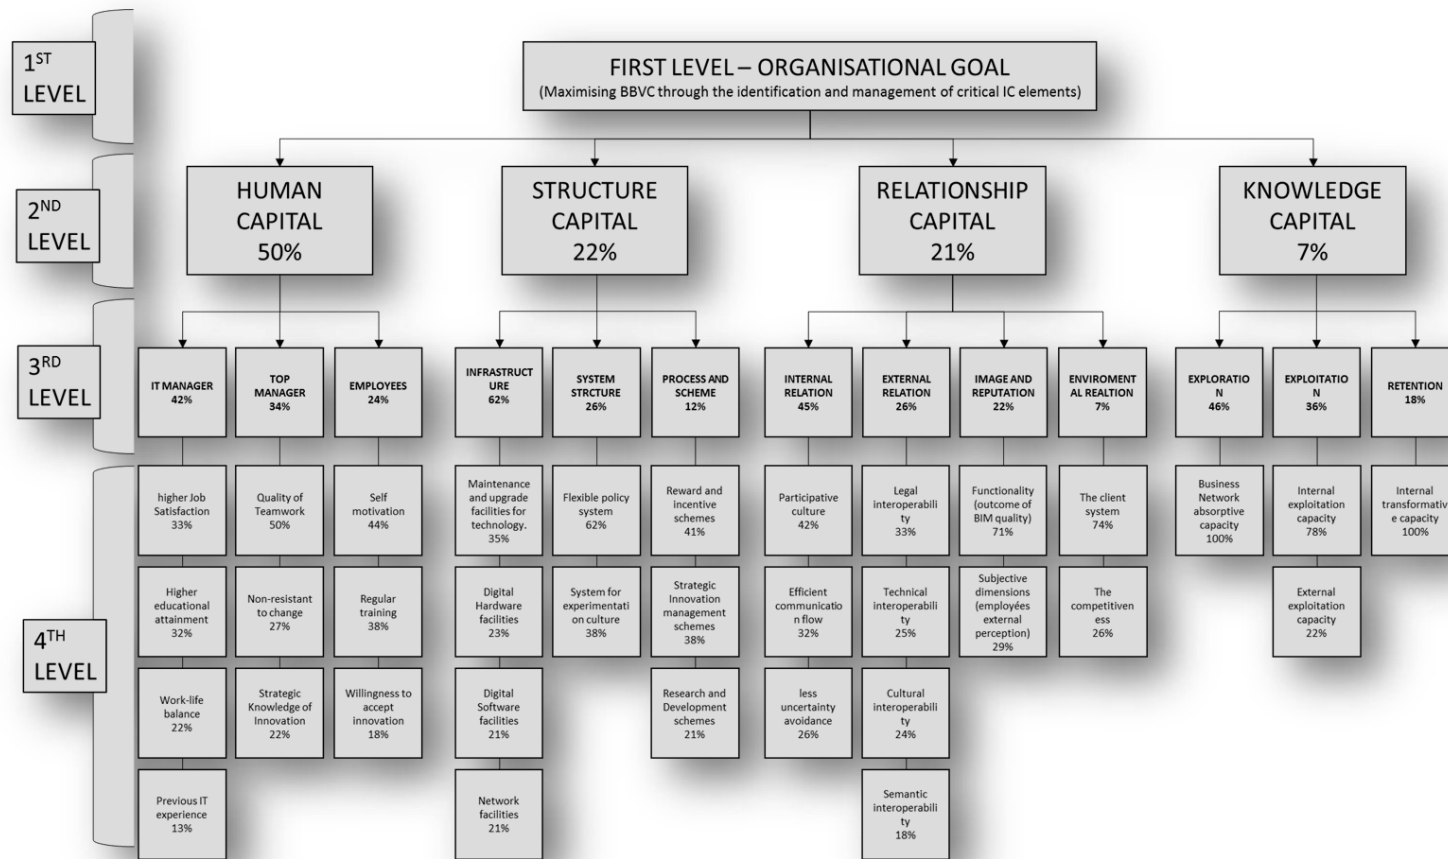 1ST
LEVEL
FIRST LEVEL – ORGANISATIONAL GOAL
(Maximising BBVC through the identification and management of critical IC elements)
2ND
LEVEL
HUMAN
CAPITAL
50%
STRUCTURE
CAPITAL
22%
RELATIONSHIP
CAPITAL
21%
KNOWLEDGE
CAPITAL
7%
3RD
LEVEL
IT MANAGER
42%
TOP
MANAGER
34%
EMPLOYEES
24%
INFRASTRUCT
URE
62%
SYSTEM
STRCTURE
26%
PROCESS AND
SCHEME
12%
INTERNAL
RELATION
45%
EXTERNAL
RELATION
26%
IMAGE AND
REPUTATION
22%
ENVIROMENT
AL REALTION
7%
EXPLORATIO
N
46%
EXPLOITATIO
N
36%
RETENTION
18%
4TH
LEVEL
higher Job
Satisfaction
33%
Quality of
Teamwork
50%
Self
motivation
44%
Maintenance
and upgrade
facilities for
technology.
35%
Flexible policy
system
62%
Reward and
incentive
schemes
41%
Participative
culture
42%
Legal
interoperabili
ty
33%
Functionality
(outcome of
BIM quality)
71%
The client
system
74%
Business
Network
absorptive
capacity
100%
Internal
exploitation
capacity
78%
Internal
transformativ
e capacity
100%
Higher
educational
attainment
32%
Non-resistant
to change
27%
Regular
training
38%
Digital
Hardware
facilities
23%
System for
experimentati
on culture
38%
Strategic
Innovation
management
schemes
38%
Efficient
communicatio
n flow
32%
Technical
interoperabili
ty
25%
Subjective
dimensions
(employées
external
perception)
29%
The
competitiven
ess
26%
External
exploitation
capacity
22%
Work-life
balance
22%
Strategic
Knowledge of
Innovation
22%
Willingness to
accept
innovation
18%
Digital
Software
facilities
21%
Research and
Development
schemes
21%
less
uncertainty
avoidance
26%
Cultural
interoperabili
ty
24%
Previous IT
experience
13%
Network
facilities
21%
Semantic
interoperabili
ty
18%